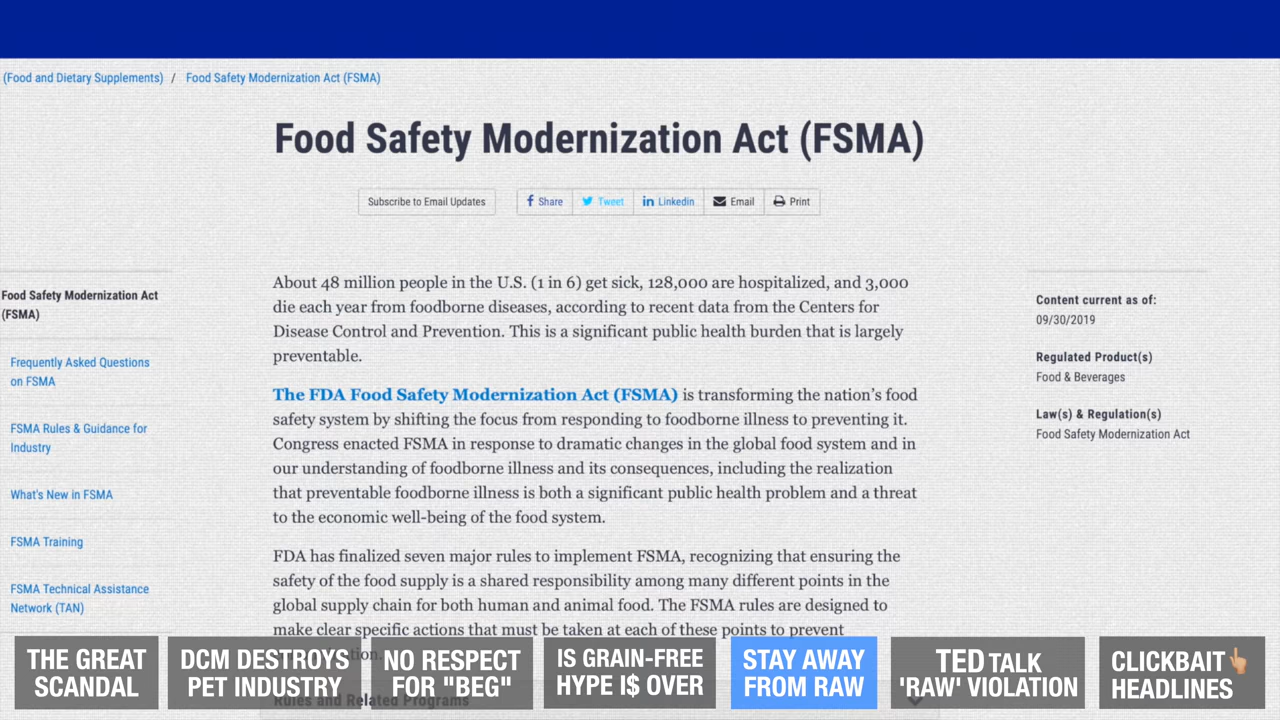 (Food and Dietary Supplements) / Food Safety Modernization Act (FSMA)
Food Safety Modernization Act (FSMA)
Subscribe to Email Updates
Share
Tweet
Linkedin
Email
Print
Food Safety Modernization Act
(FSMA)
Frequently Asked Questions
on FSMA
FSMA Rules & Guidance for
Industry
What's New in FSMA
FSMA Training
FSMA Technical Assistance
Network (TAN)
About 48 million people in the U.S. (1 in 6) get sick, 128,000 are hospitalized, and 3,000
die each year from foodborne diseases, according to recent data from the Centers for
Disease Control and Prevention. This is a significant public health burden that is largely
preventable.
The FDA Food Safety Modernization Act (FSMA) is transforming the nation's food
safety system by shifting the focus from responding to foodborne illness to preventing it.
Congress enacted FSMA in response to dramatic changes in the global food system and in
our understanding of foodborne illness and its consequences, including the realization
that preventable foodborne illness is both a significant public health problem and a threat
to the economic well-being of the food system.
FDA has finalized seven major rules to implement FSMA, recognizing that ensuring the
safety of the food supply is a shared responsibility among many different points in the
global supply chain for both human and animal food. The FSMA rules are designed to
make clear specific actions that must be taken at each of these points to prevent
Rules and Related Programs
Content current as of:
09/30/2019
Regulated Product(s)
Food & Beverages
Law(s) & Regulation(s)
Food Safety Modernization Act
THE GREAT
SCANDAL
DCM DESTROYS
PET INDUSTRY
NO RESPECT
FOR "BEG"
IS GRAIN-FREE
HYPE I$ OVER
STAY AWAY
FROM RAW
TED TALK
'RAW' VIOLATION
CLICKBAIT
HEADLINES